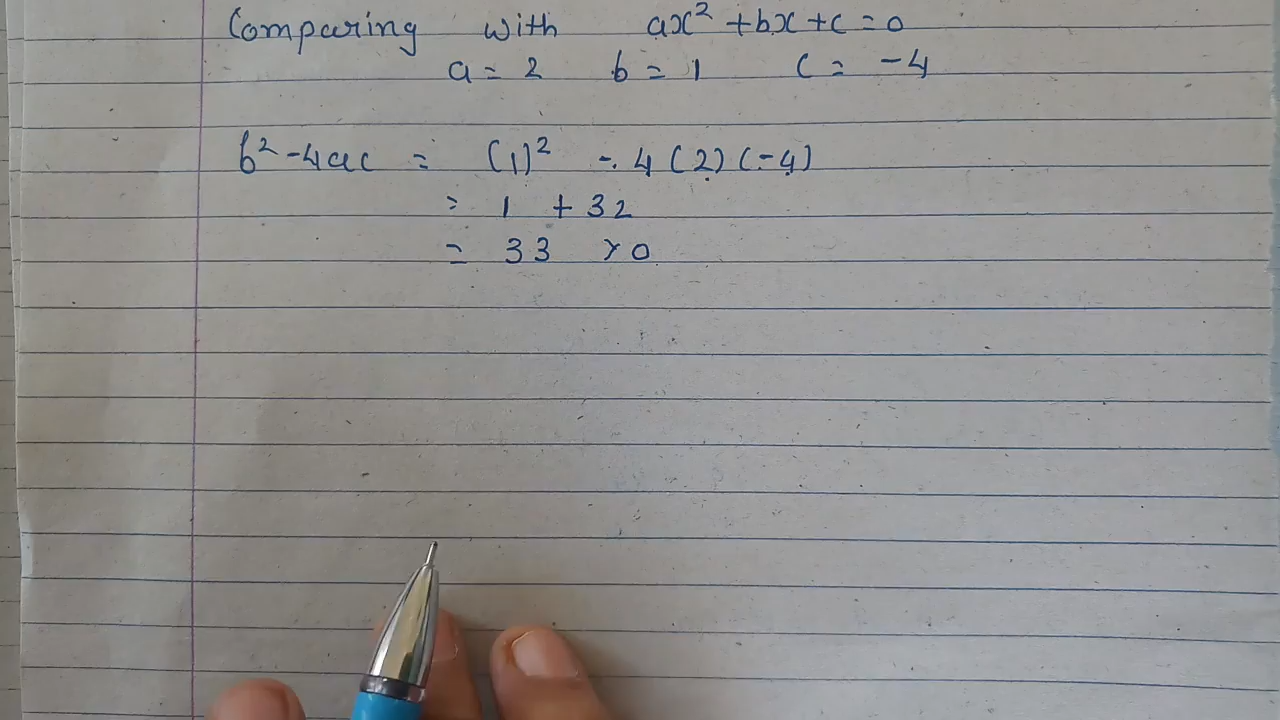 Comparing with ax² + bx + c = 0
a = 2 b = 1 c = -4
b² - 4ac = (1)² - 4(2)(-4)
= 1 + 32
= 33 > 0